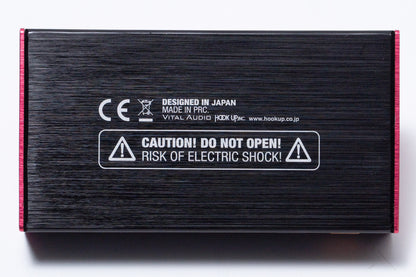 CE DESIGNED IN JAPAN
MADE IN PRC.
VITAL AUDIO HOOK UP,INC. www.hookup.co.jp
CAUTION! DO NOT OPEN!
RISK OF ELECTRIC SHOCK!